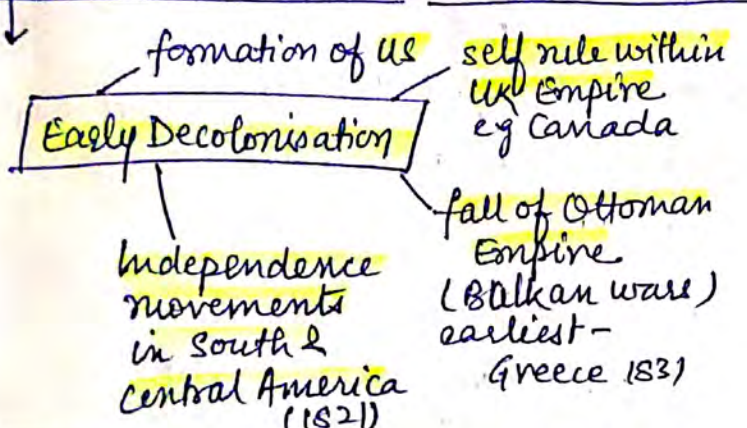 formation of US
self rule within
UK Empire
eg Canada
Early Decolonisation
fall of Ottoman
Empire
(Balkan wars)
earliest-
Greece 1831
Independence
movements
in South &
central America
(1821)